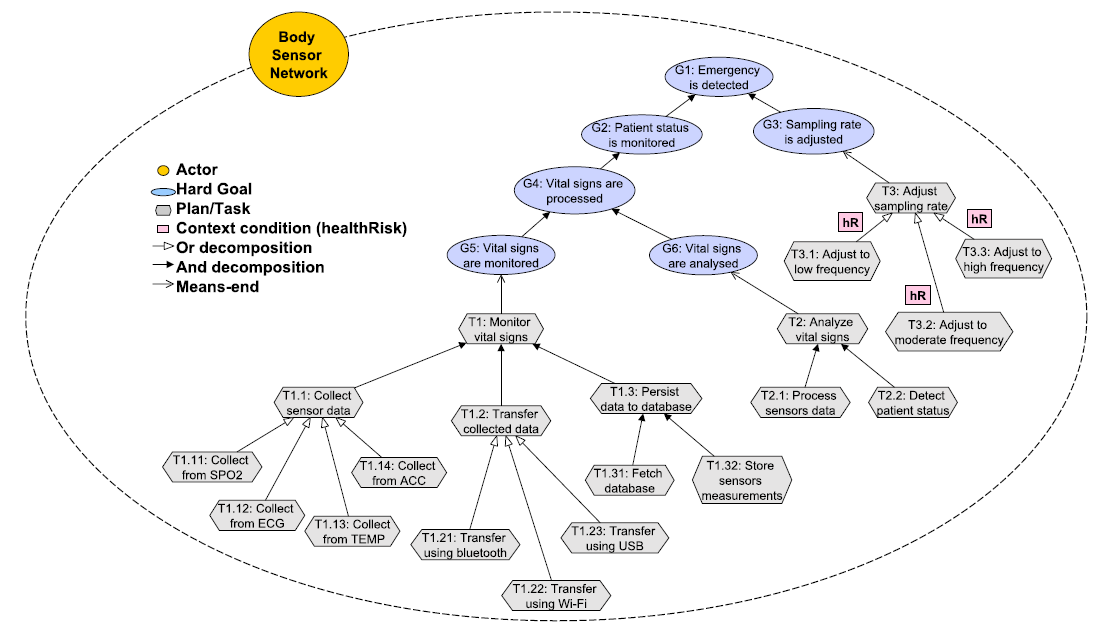 Body
Sensor
Network
G1: Emergency
is detected
G2: Patient status
is monitored
G3: Sampling rate
is adjusted
Actor
Hard Goal
Plan/Task
Context condition (healthRisk)
Or decomposition
And decomposition
Means-end
G4: Vital signs are
processed
T3: Adjust
sampling rate
hR
hR
G5: Vital signs
are monitored
G6: Vital signs
are analysed
T3.1: Adjust to
low frequency
T3.3: Adjust to
high frequency
hR
T1: Monitor
vital signs
T2: Analyze
vital signs
T3.2: Adjust to
moderate frequency
T1.1: Collect
sensor data
T1.2: Transfer
collected data
T1.3: Persist
data to database
T2.1: Process
sensors data
T2.2: Detect
patient status
T1.11: Collect
from SPO2
T1.14: Collect
from ACC
T1.31: Fetch
database
T1.32: Store
sensors
measurements
T1.12: Collect
from ECG
T1.13: Collect
from TEMP
T1.21: Transfer
using bluetooth
T1.23: Transfer
using USB
T1.22: Transfer
using Wi-Fi